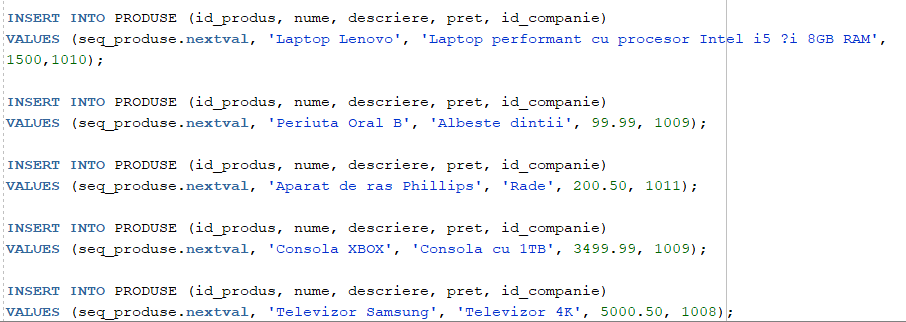 INSERT INTO PRODUSE (id_produs, nume, descriere, pret, id_companie)
VALUES (seq_produse.nextval, 'Laptop Lenovo', 'Laptop performant cu procesor Intel i5 ?i 8GB RAM',
1500,1010);
INSERT INTO PRODUSE (id_produs, nume, descriere, pret, id_companie)
VALUES (seq_produse.nextval, 'Periuta Oral B', 'Albeste dintii', 99.99, 1009);
INSERT INTO PRODUSE (id_produs, nume, descriere, pret, id_companie)
VALUES (seq_produse.nextval, 'Aparat de ras Phillips', 'Rade', 200.50, 1011);
INSERT INTO PRODUSE (id_produs, nume, descriere, pret, id_companie)
VALUES (seq_produse.nextval, 'Consola XBOX', 'Consola cu 1TB', 3499.99, 1009);
INSERT INTO PRODUSE (id_produs, nume, descriere, pret, id_companie)
VALUES (seq_produse.nextval, 'Televizor Samsung', 'Televizor 4K', 5000.50, 1008);